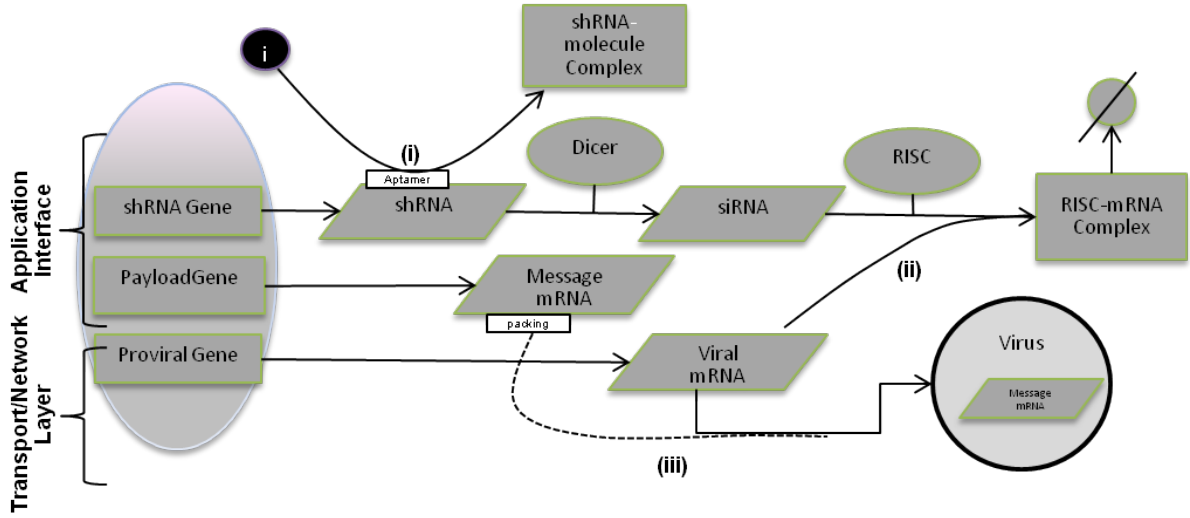 shRNA-
molecule
Complex
i
(i)
Dicer
RISC
Aptamer
shRNA Gene
shRNA
siRNA
RISC-mRNA
Complex
Application
Interface
PayloadGene
Message
mRNA
(ii)
packing
Proviral Gene
Viral
mRNA
Virus
Message
mRNA
Transport/Network
Layer
(iii)